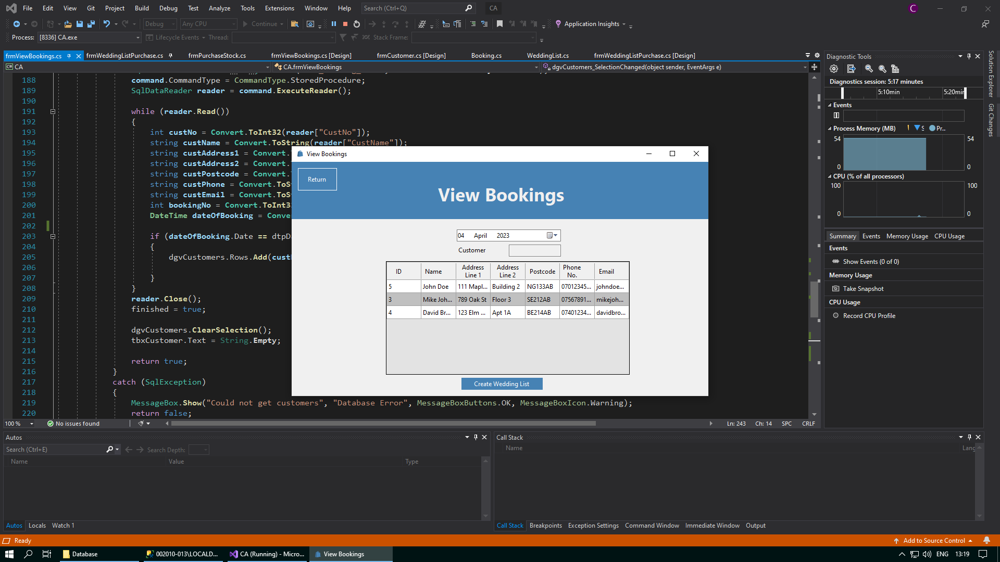 File Edit View Git Project Build Debug Test Analyze Tools Extensions Window Help Search (Ctrl+Q) CA C
Debug Any CPU Continue Application Insights
Process: [8336] CA.exe Lifecycle Events Thread: Stack Frame:
frmViewBookings.cs frmWeddingListPurchase.cs frmPurchaseStock.cs frmViewBookings.cs [Design] frmCustomer.cs [Design] Booking.cs WeddingList.cs frmWeddingListPurchase.cs [Design]
C# CA CA.frmViewBookings dgvCustomers_SelectionChanged(object sender, EventArgs e)
188 command.CommandType = CommandType.StoredProcedure;
189 SqlDataReader reader = command.ExecuteReader();
190
191 while (reader.Read())
192 {
193 int custNo = Convert.ToInt32(reader["CustNo"]);
194 string custName = Convert.ToString(reader["CustName"]);
195 string custAddress1 = Convert.
196 string custAddress2 = Convert.
197 string custPostcode = Convert.
198 string custPhone = Convert.ToS
199 string custEmail = Convert.ToS
200 int bookingNo = Convert.ToInt3
201 DateTime dateOfBooking = Conve
202
203 if (dateOfBooking.Date == dtpD
204 {
205 dgvCustomers.Rows.Add(cust
206
207 }
208 }
209 reader.Close();
210 finished = true;
211
212 dgvCustomers.ClearSelection();
213 tbxCustomer.Text = String.Empty;
214
215 return true;
216 }
217 catch (SqlException)
218 {
219 MessageBox.Show("Could not get customers", "Database Error", MessageBoxButtons.OK, MessageBoxIcon.Warning);
220 return false;
100 % No issues found Ln: 243 Ch: 14 SPC CRLF
View Bookings
Return
View Bookings
04 April 2023
Customer
ID Name Address Line 1 Address Line 2 Postcode Phone No. Email
5 John Doe 111 Mapl... Building 2 NG133AB 07012345... johndoe...
3 Mike Joh... 789 Oak St Floor 3 SE212AB 07567891... mikejoh...
4 David Br... 123 Elm ... Apt 1A BE214AB 07401234... davidbro...
Create Wedding List
Diagnostic Tools
Diagnostics session: 5:17 minutes
5:10min 5:20min
Events
Process Memory (MB) S Pr...
54 54
0 0
CPU (% of all processors)
100 100
0 0
Summary Events Memory Usage CPU Usage
Events
Show Events (0 of 0)
Memory Usage
Take Snapshot
CPU Usage
Record CPU Profile
Solution Explorer
Git Changes
Autos
Search (Ctrl+E) Search Depth:
Name Value Type
Autos Locals Watch 1
Call Stack
Name Lang
Call Stack Breakpoints Exception Settings Command Window Immediate Window Output
Ready Add to Source Control
Database 002010-013\LOCALD... CA (Running) - Micro... View Bookings ENG 13:19